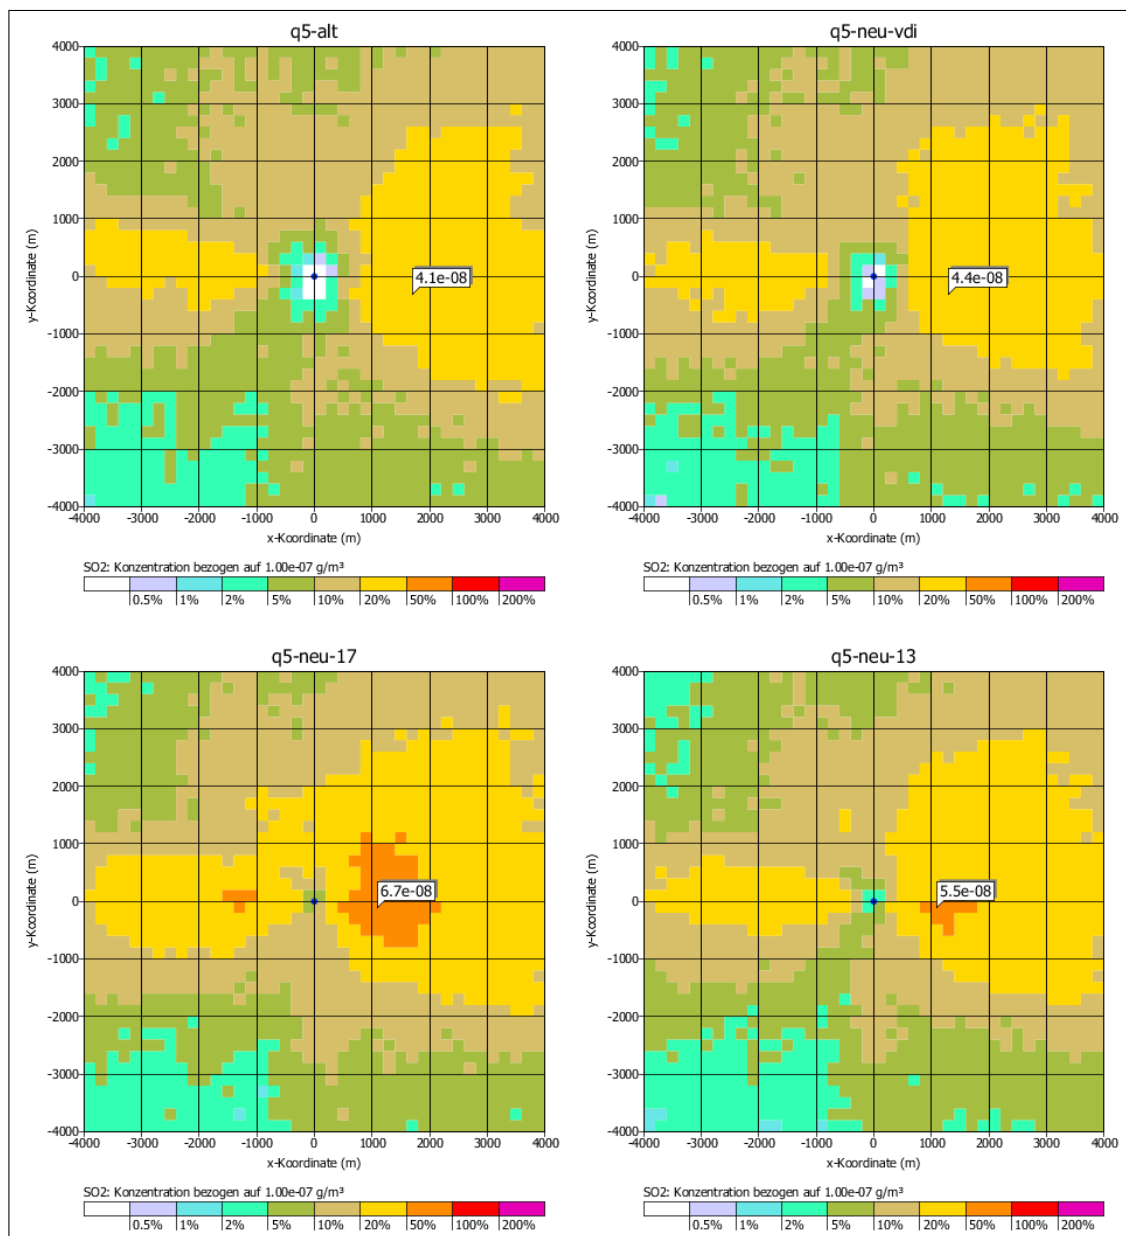 q5-alt
4000
3000
2000
1000
0
-1000
-2000
-3000
-4000
y-Koordinate (m)
4.1e-08
-4000 -3000 -2000 -1000 0 1000 2000 3000 4000
x-Koordinate (m)
SO2: Konzentration bezogen auf 1.00e-07 g/m³
0.5% 1% 2% 5% 10% 20% 50% 100% 200%
q5-neu-vdi
4000
3000
2000
1000
0
-1000
-2000
-3000
-4000
y-Koordinate (m)
4.4e-08
-4000 -3000 -2000 -1000 0 1000 2000 3000 4000
x-Koordinate (m)
SO2: Konzentration bezogen auf 1.00e-07 g/m³
0.5% 1% 2% 5% 10% 20% 50% 100% 200%
q5-neu-17
4000
3000
2000
1000
0
-1000
-2000
-3000
-4000
y-Koordinate (m)
6.7e-08
-4000 -3000 -2000 -1000 0 1000 2000 3000 4000
x-Koordinate (m)
SO2: Konzentration bezogen auf 1.00e-07 g/m³
0.5% 1% 2% 5% 10% 20% 50% 100% 200%
q5-neu-13
4000
3000
2000
1000
0
-1000
-2000
-3000
-4000
y-Koordinate (m)
5.5e-08
-4000 -3000 -2000 -1000 0 1000 2000 3000 4000
x-Koordinate (m)
SO2: Konzentration bezogen auf 1.00e-07 g/m³
0.5% 1% 2% 5% 10% 20% 50% 100% 200%